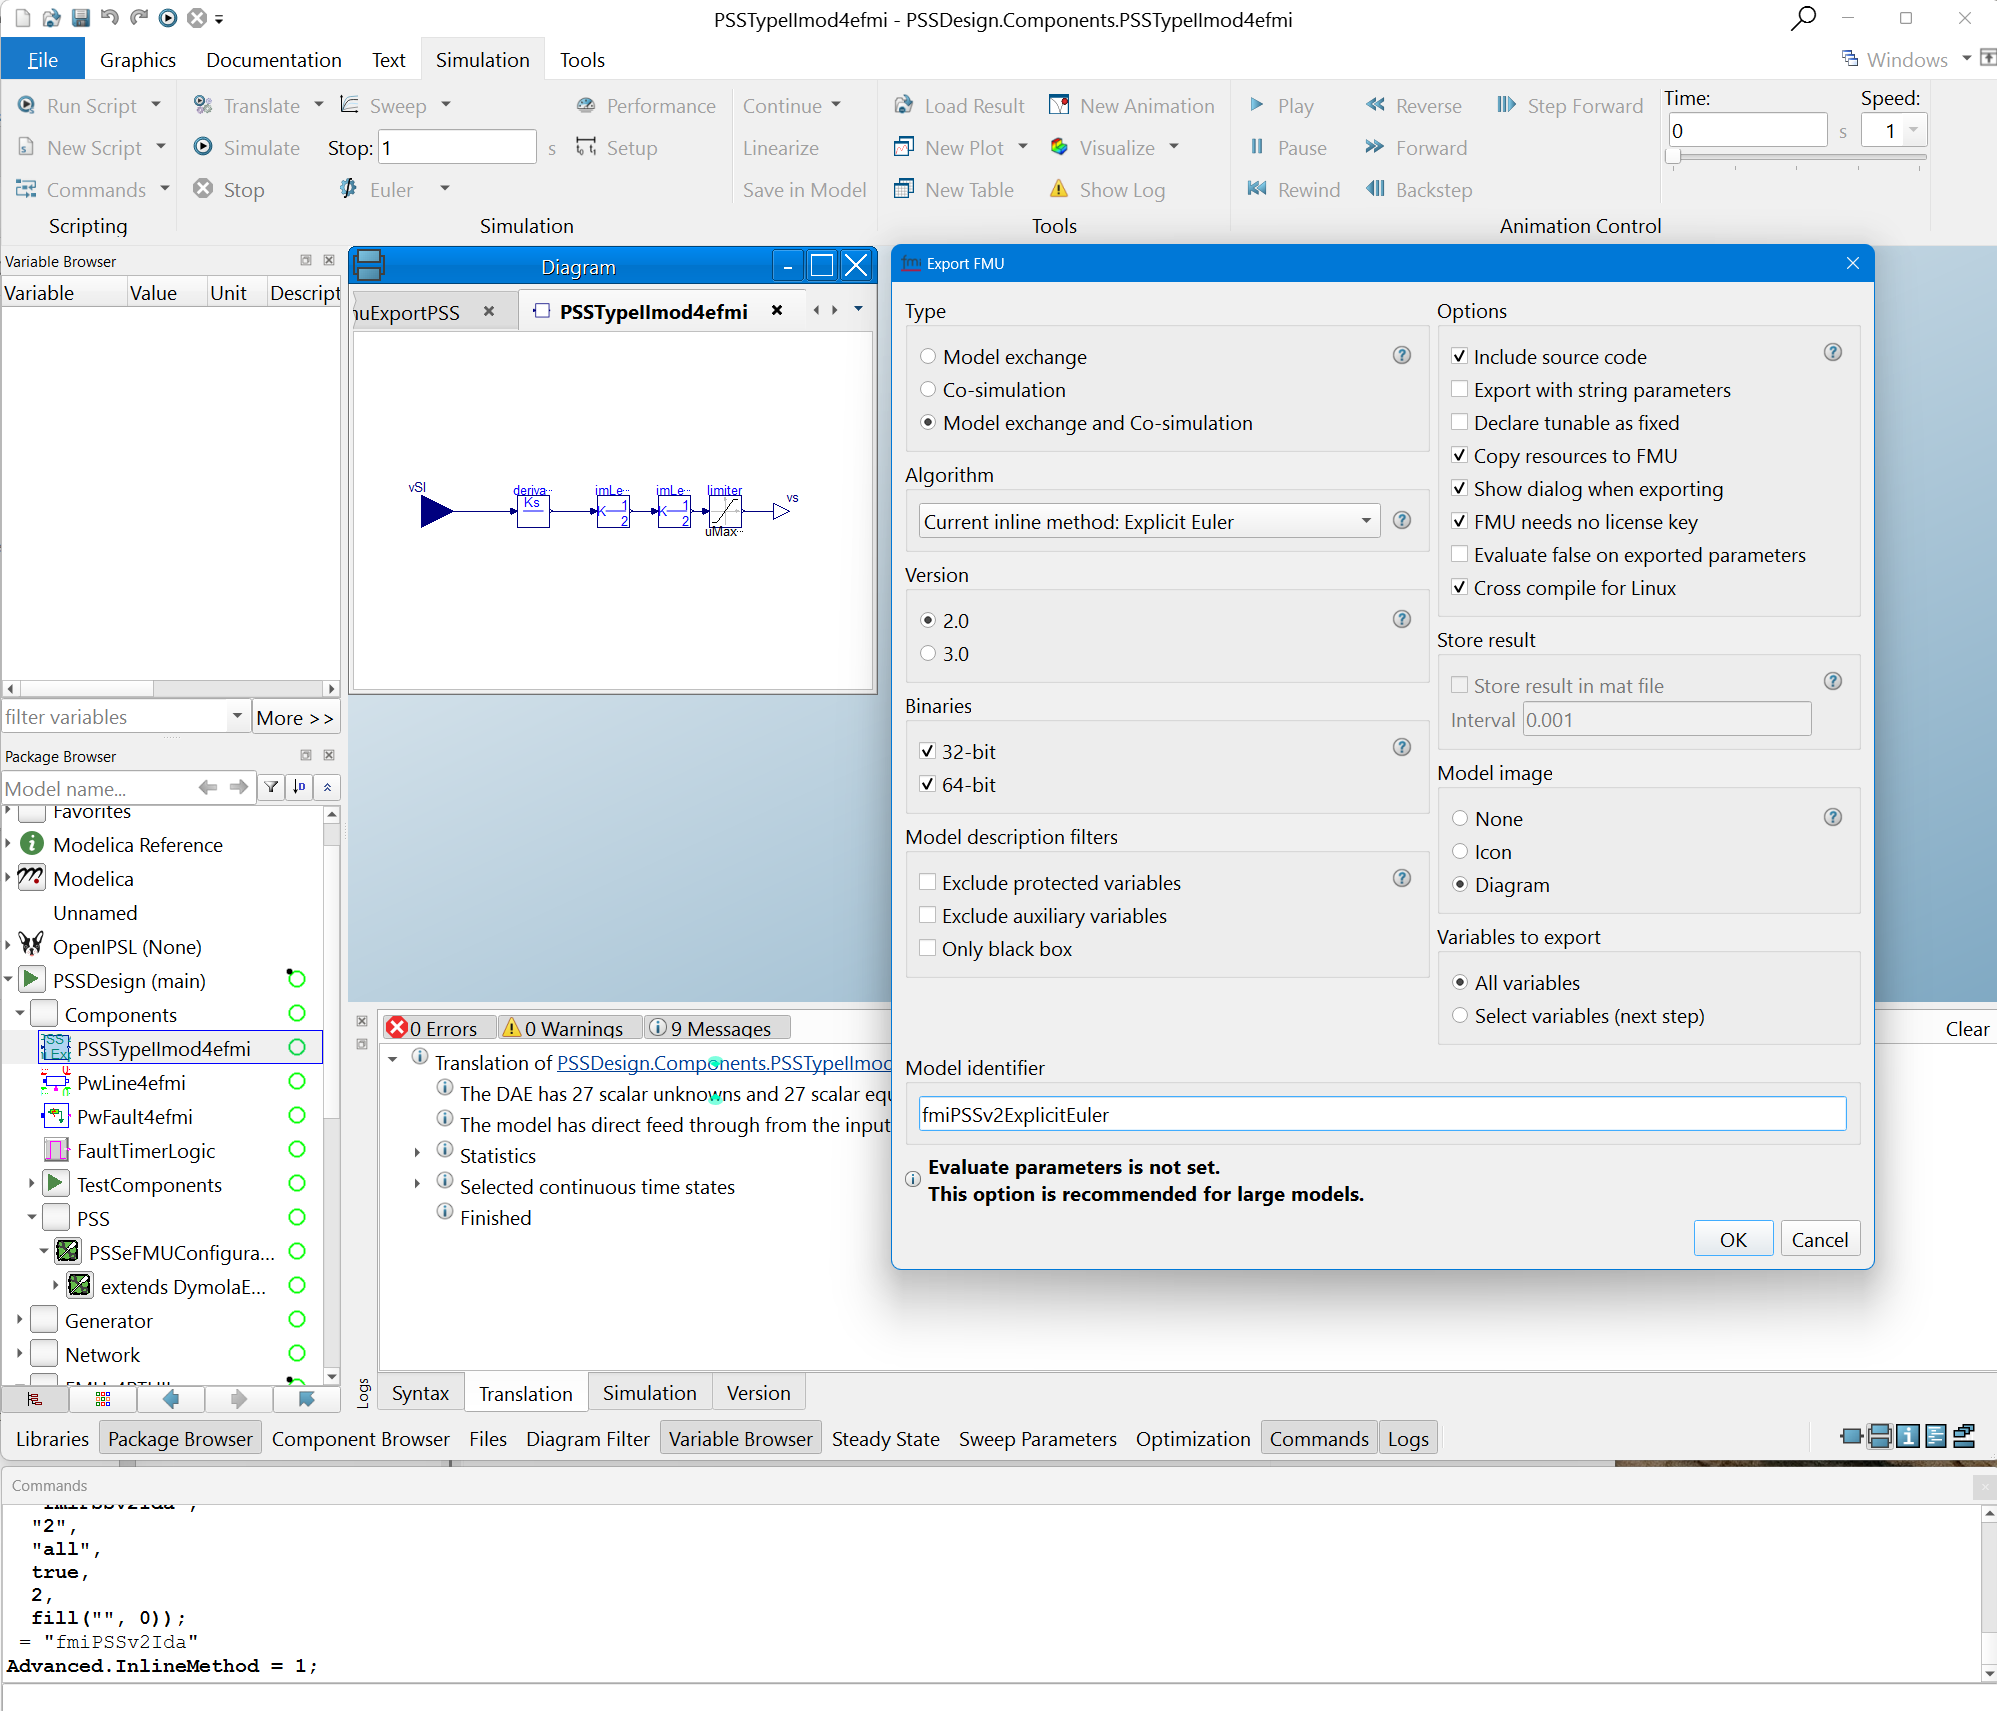 PSSTypeIImod4efmi - PSSDesign.Components.PSSTypeIImod4efmi
File Graphics Documentation Text Simulation Tools Windows
Run Script Translate Sweep Performance Continue Load Result New Animation Play Reverse Step Forward Time: Speed:
0 s 1
New Script Simulate Stop: 1 s Setup Linearize New Plot Visualize Pause Forward
Commands Stop Euler Save in Model New Table Show Log Rewind Backstep
Scripting Simulation Tools Animation Control
Variable Browser
Variable Value Unit Descript
filter variables More >>
Diagram
uExportPSS PSSTypeIImod4efmi
vSI
deriva...
Ks
imLe...
K 1 2
imLe...
K 1 2
limiter
uMax...
vs
Package Browser
Model name...
Favorites
Modelica Reference
Modelica
Unnamed
OpenIPSL (None)
PSSDesign (main)
Components
PSSTypeIImod4efmi
PwLine4efmi
PwFault4efmi
FaultTimerLogic
TestComponents
PSS
PSSeFMUConfigura...
extends DymolaE...
Generator
Network
0 Errors 0 Warnings 9 Messages Clear
Translation of PSSDesign.Components.PSSTypeIImod
The DAE has 27 scalar unknowns and 27 scalar equ
The model has direct feed through from the input
Statistics
Selected continuous time states
Finished
Logs
Syntax Translation Simulation Version
Export FMU
Type
Model exchange
Co-simulation
Model exchange and Co-simulation
Algorithm
Current inline method: Explicit Euler
Version
2.0
3.0
Binaries
32-bit
64-bit
Model description filters
Exclude protected variables
Exclude auxiliary variables
Only black box
Options
Include source code
Export with string parameters
Declare tunable as fixed
Copy resources to FMU
Show dialog when exporting
FMU needs no license key
Evaluate false on exported parameters
Cross compile for Linux
Store result
Store result in mat file
Interval 0.001
Model image
None
Icon
Diagram
Variables to export
All variables
Select variables (next step)
Model identifier
fmiPSSv2ExplicitEuler
Evaluate parameters is not set.
This option is recommended for large models.
OK Cancel
Libraries Package Browser Component Browser Files Diagram Filter Variable Browser Steady State Sweep Parameters Optimization Commands Logs
Commands
"2",
"all",
true,
2,
fill("", 0));
= "fmiPSSv2Ida"
Advanced.InlineMethod = 1;